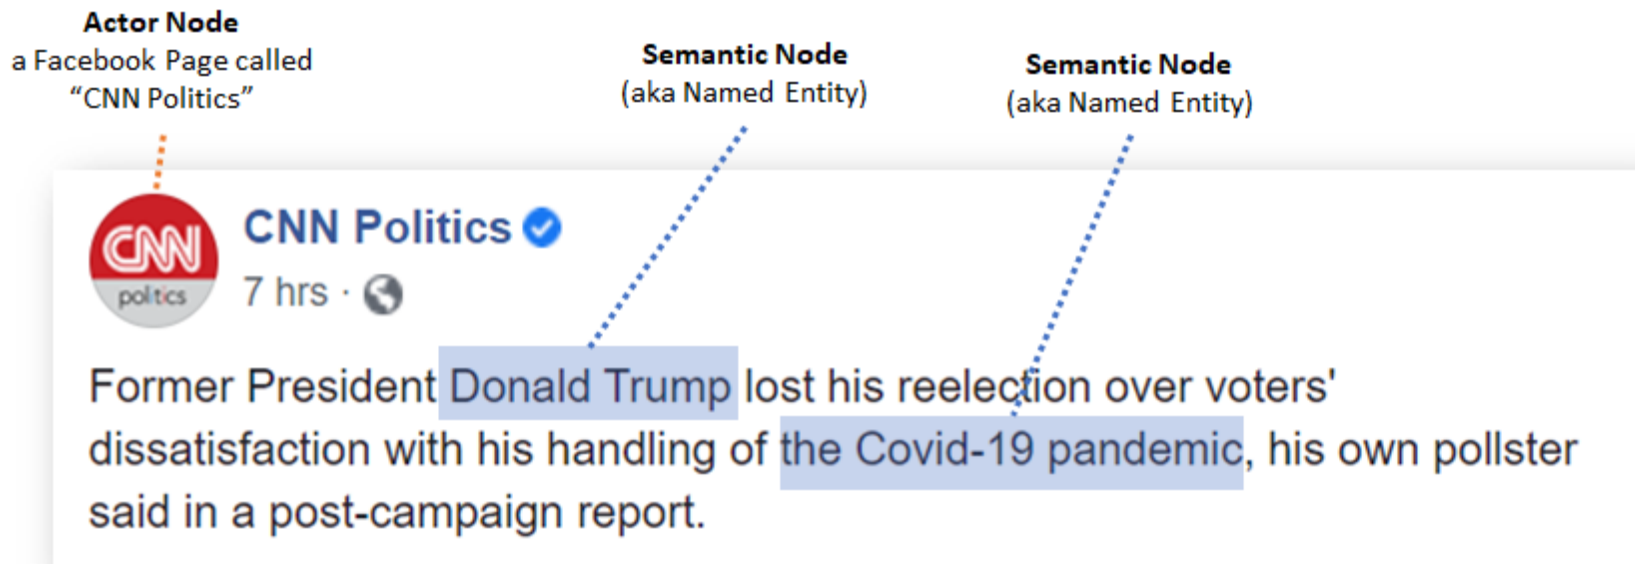 Actor Node
a Facebook Page called
“CNN Politics”
Semantic Node
(aka Named Entity)
Semantic Node
(aka Named Entity)
CNN
politics
CNN Politics
7 hrs ·
Former President Donald Trump lost his reelection over voters'
dissatisfaction with his handling of the Covid-19 pandemic, his own pollster
said in a post-campaign report.